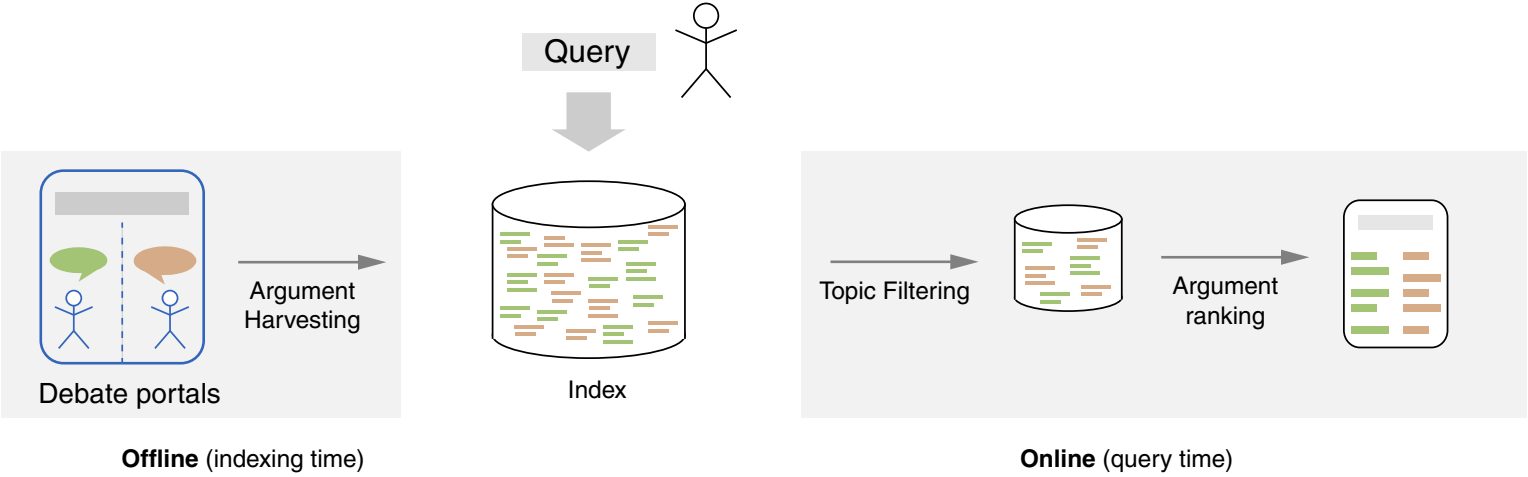 Query
Argument
Harvesting
Debate portals
Index
Topic Filtering
Argument
ranking
Offline (indexing time)
Online (query time)